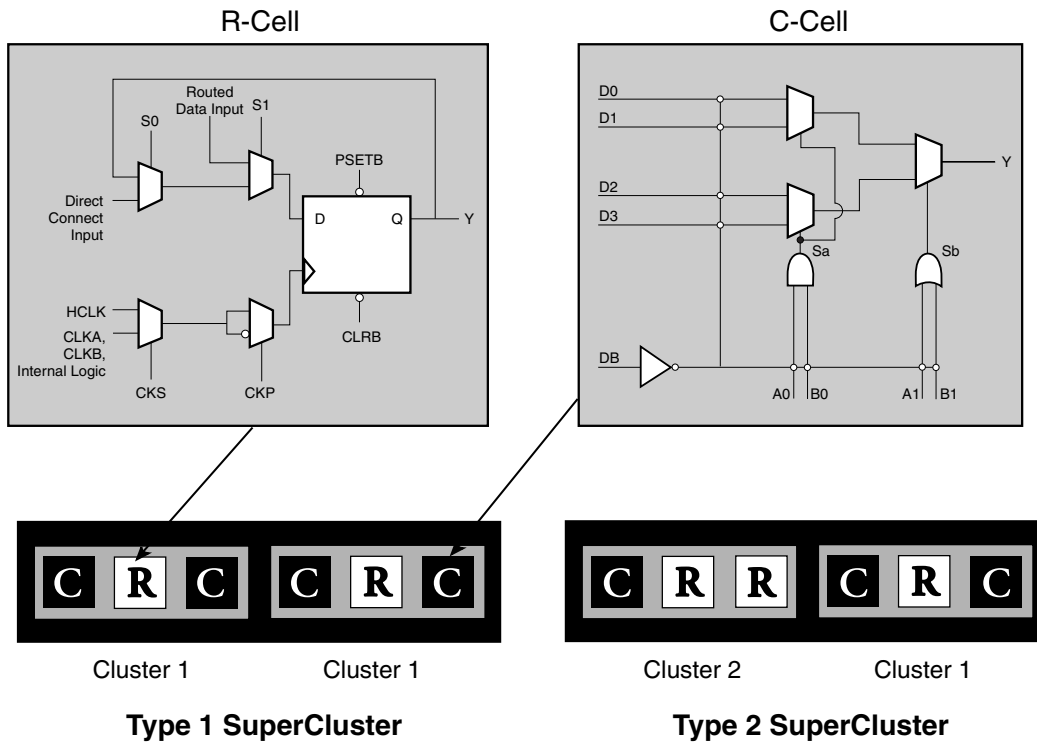 R-Cell
C-Cell
Routed
Data Input
S1
S0
PSETB
Direct
Connect
Input
D
Q
Y
HCLK
CLKA,
CLKB,
Internal Logic
CKS
CKP
CLRB
D0
D1
D2
D3
Sa
Sb
Y
DB
A0
B0
A1
B1
C R C
C R C
C R R
C R C
Cluster 1
Cluster 1
Cluster 2
Cluster 1
Type 1 SuperCluster
Type 2 SuperCluster